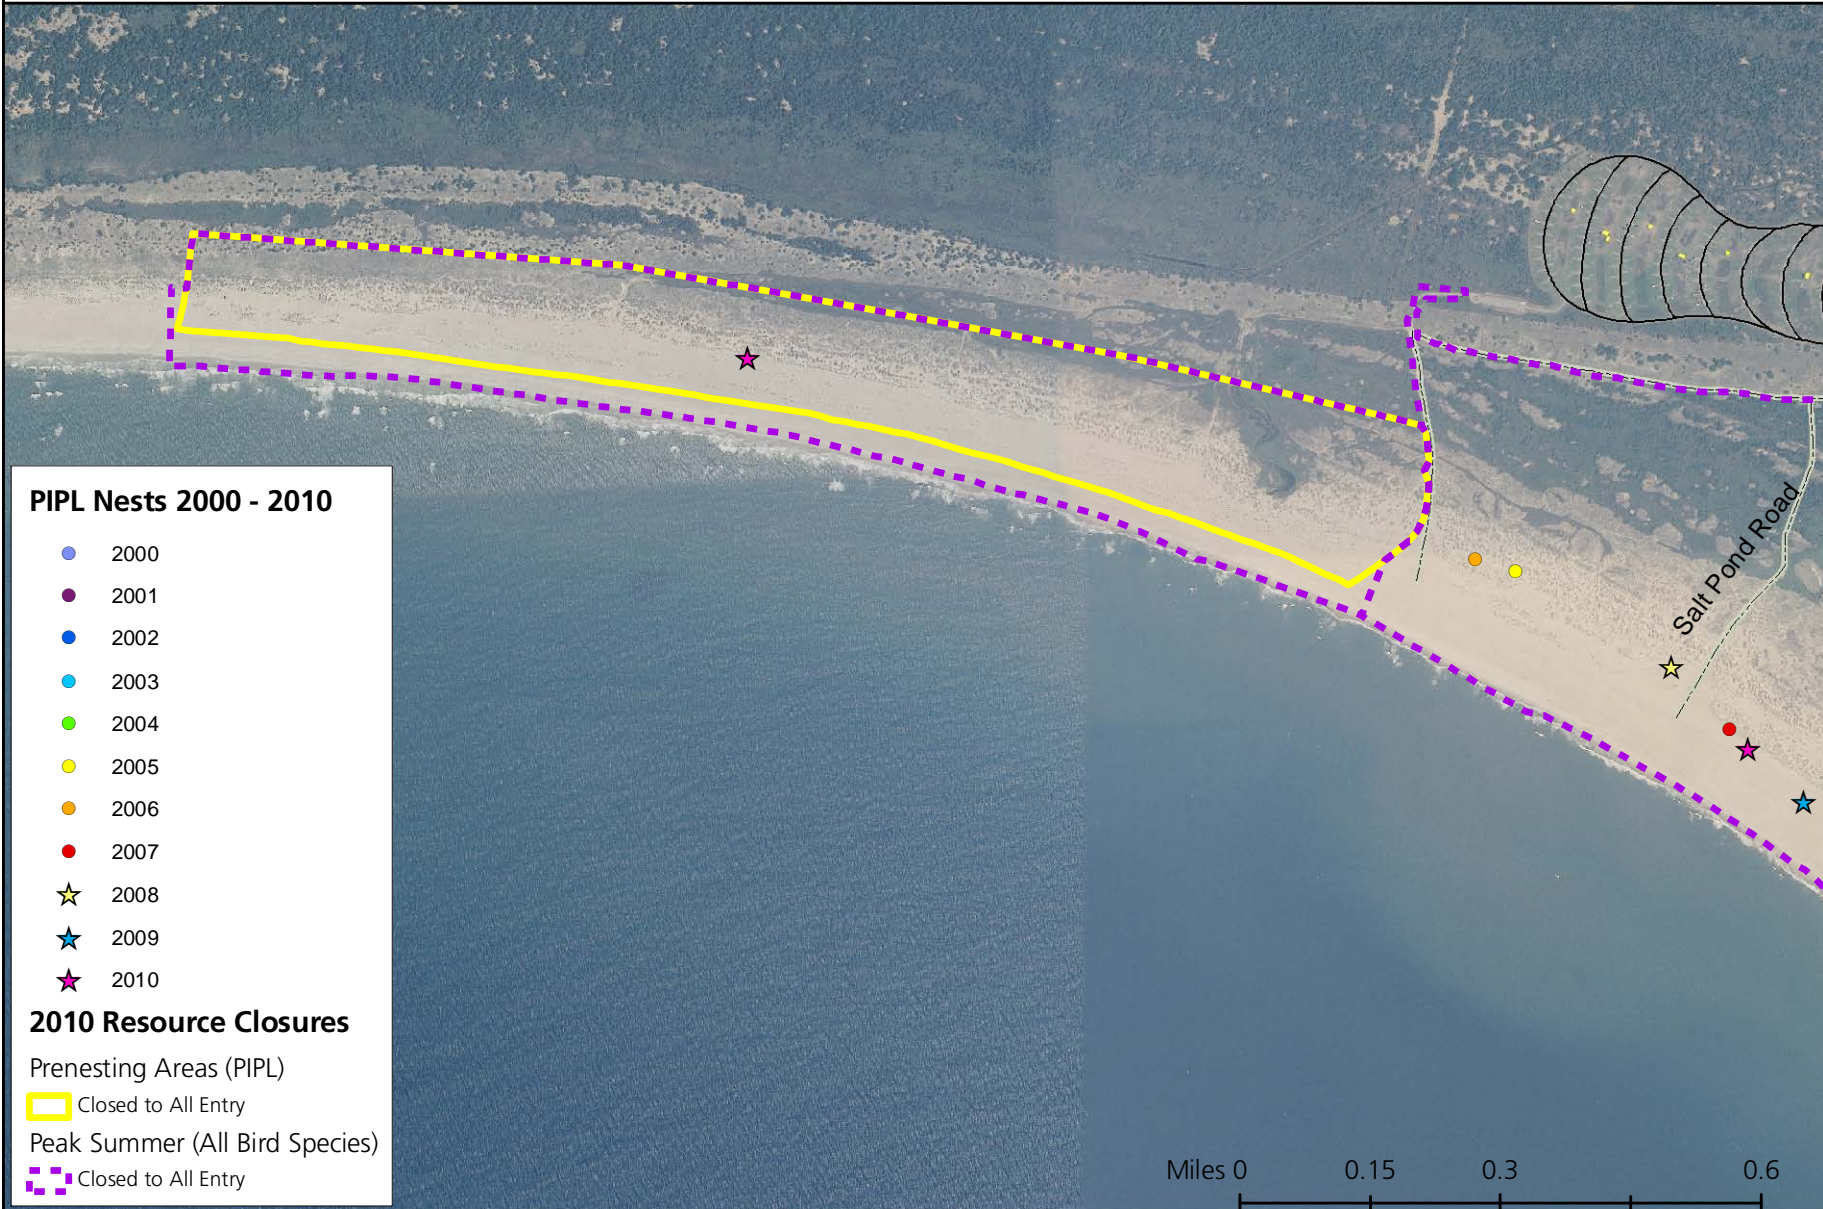 PIPL Nests 2000 - 2010
2000
2001
2002
2003
2004
2005
2006
2007
2008
2009
2010
2010 Resource Closures
Prenesting Areas (PIPL)
Closed to All Entry
Peak Summer (All Bird Species)
Closed to All Entry
Salt Pond Road
Miles 0 0.15 0.3 0.6